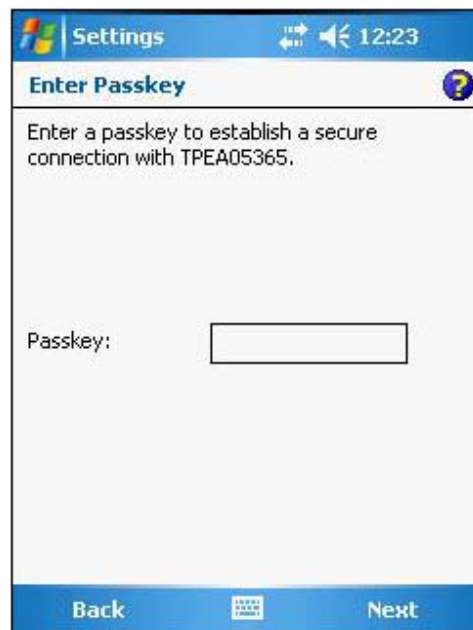 Settings 12:23
Enter Passkey ?
Enter a passkey to establish a secure
connection with TPEA05365.
Passkey:
Back Next